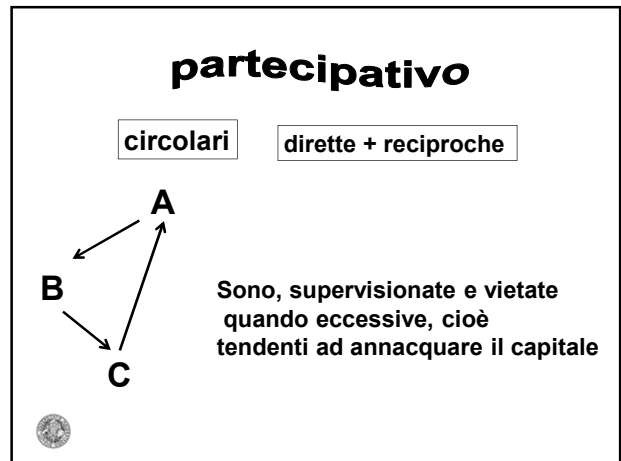 partecipativo
circolari
dirette + reciproche
A
B
C
Sono, supervisionate e vietate
quando eccessive, cioè
tendenti ad annacquare il capitale